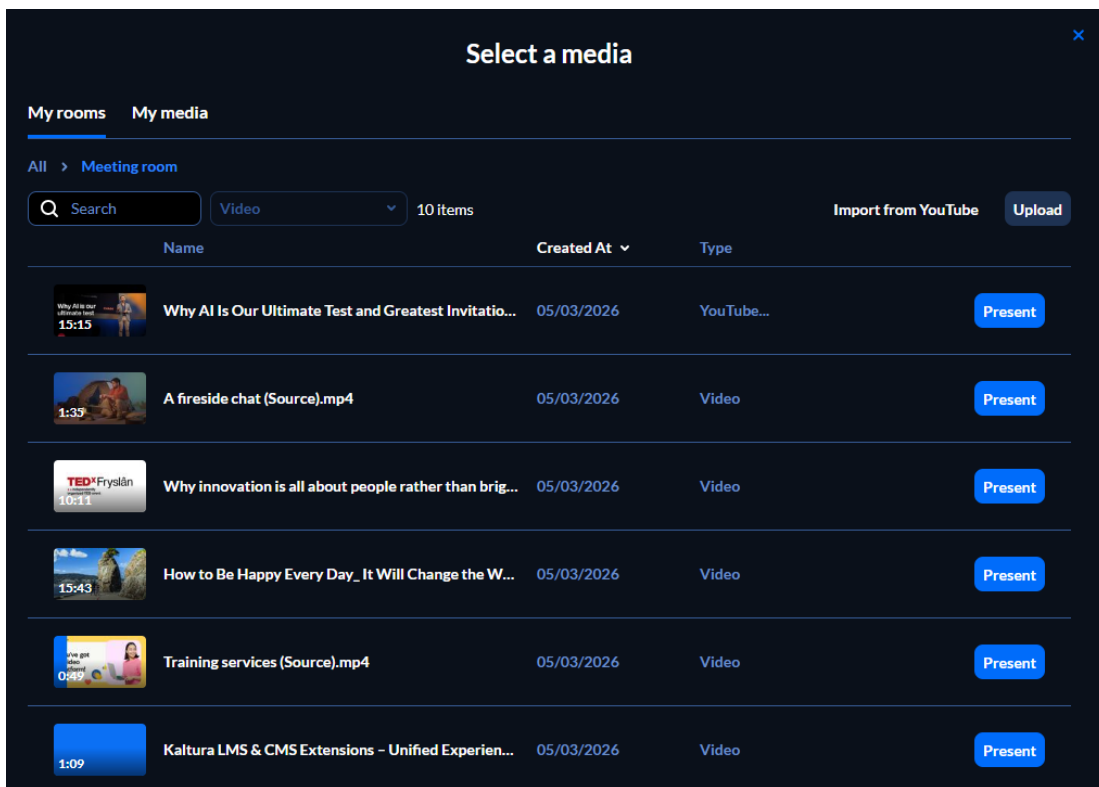 Select a media
×
My rooms My media
All > Meeting room
Search Video 10 items Import from YouTube Upload
Name Created At Type
Why AI is our
ultimate test
15:15 Why AI Is Our Ultimate Test and Greatest Invitatio... 05/03/2026 YouTube... Present
1:35 A fireside chat (Source).mp4 05/03/2026 Video Present
TEDxFryslân
10:11 Why innovation is all about people rather than brig... 05/03/2026 Video Present
15:43 How to Be Happy Every Day_ It Will Change the W... 05/03/2026 Video Present
0:49 Training services (Source).mp4 05/03/2026 Video Present
1:09 Kaltura LMS & CMS Extensions – Unified Experien... 05/03/2026 Video Present